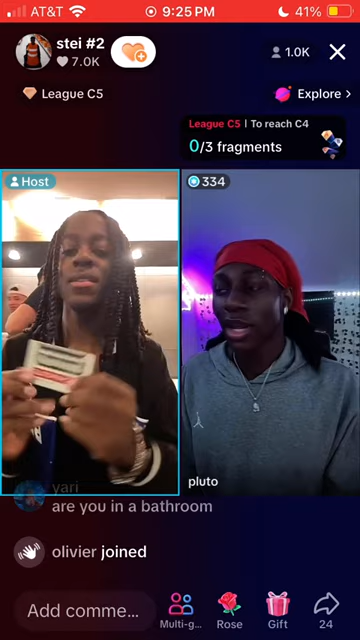 AT&T
9:25 PM
41%
stei #2
7.0K
1.0K
League C5
Explore
League C5 | To reach C4
0/3 fragments
Host
334
pluto
yari
are you in a bathroom
olivier joined
Add comme...
Multi-g...
Rose
Gift
24